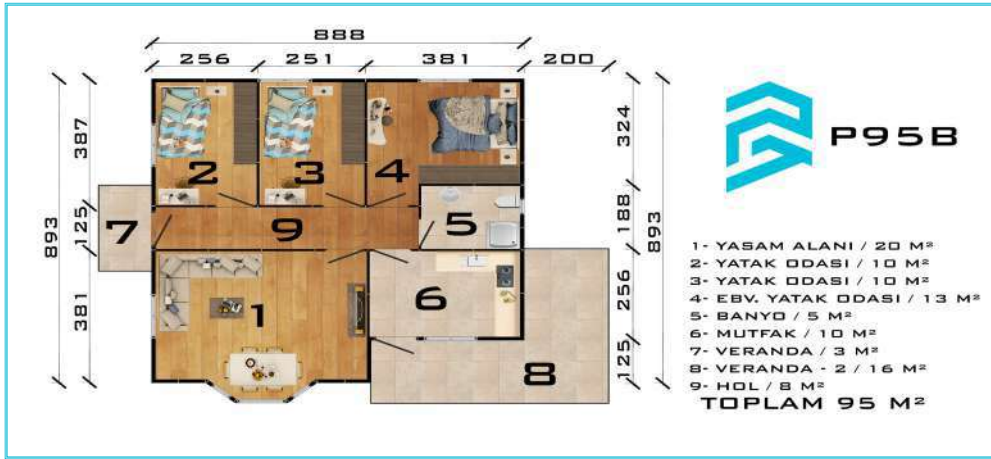 888
256 251 381 200
893
387
125
381
324
188
256
125
893
2
3
4
5
7
9
1
6
8
P95B
1- YASAM ALANI / 20 M²
2- YATAK ODASI / 10 M²
3- YATAK ODASI / 10 M²
4- EBV. YATAK ODASI / 13 M²
5- BANYO / 5 M²
6- MUTFAK / 10 M²
7- VERANDA / 3 M²
8- VERANDA - 2 / 16 M²
9- HOL / 8 M²
TOPLAM 95 M²